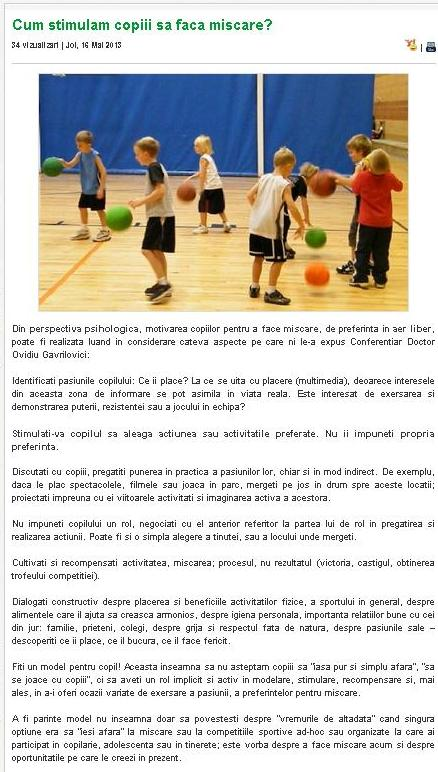 Cum stimulam copiii sa faca miscare?
34 vizualizari | Joi, 16 Mai 2013
Din perspectiva psihologica, motivarea copiilor pentru a face miscare, de preferinta in aer liber,
poate fi realizata luand in considerare cateva aspecte pe care ni le-a expus Conferentiar Doctor
Ovidiu Gavrilovici:
Identificati pasiunile copilului: Ce ii place? La ce se uita cu placere (multimedia), deoarece interesele
din aceasta zona de informare se pot asimila in viata reala. Este interesat de exersarea si
demonstrarea puterii, rezistentei sau a jocului in echipa?
Stimulati-va copilul sa aleaga actiunea sau activitatile preferate. Nu ii impuneti propria
preferinta.
Discutati cu copiii, pregatiti punerea in practica a pasiunilor lor, chiar si in mod indirect. De exemplu,
daca le plac spectacolele, filmele sau joaca in parc, mergeti pe jos in drum spre aceste locatii;
proiectati impreuna cu ei viitoarele activitati si imaginarea activa a acestora.
Nu impuneti copilului un rol, negociati cu el anterior referitor la partea lui de rol in pregatirea si
realizarea actiunii. Poate fi si o simpla alegere a tinutei, sau a locului unde mergeti.
Cultivati si recompensati activitatea, miscarea; procesul, nu rezultatul (victoria, castigul, obtinerea
trofeului competitiei).
Dialogati constructiv despre placerea si beneficiile activitatilor fizice, a sportului in general, despre
alimentele care il ajuta sa creasca armonios, despre igiena personala, importanta relatiilor bune cu cei
din jur: familie, prieteni, colegi, despre grija si respectul fata de natura, despre pasiunile sale –
descoperiti ce ii place, ce il bucura, ce il face fericit.
Fiti un model pentru copil! Aceasta inseamna sa nu asteptam copiii sa "iasa pur si simplu afara", "sa
se joace cu copiii", ci sa aveti un rol implicit si activ in modelare, stimulare, recompensare si, mai
ales, in a-i oferi ocazii variate de exersare a pasiunii, a preferintelor pentru miscare.
A fi parinte model nu inseamna doar sa povestesti despre "vremurile de altadata" cand singura
optiune era sa "iesi afara" la miscare sau la competitiile sportive ad-hoc sau organizate la care ai
participat in copilarie, adolescenta sau in tinerete; este vorba despre a face miscare acum si despre
oportunitatile pe care le creezi in prezent.